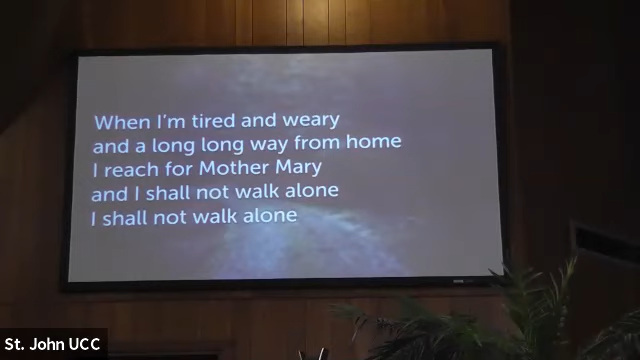 When I'm tired and weary
and a long long way from home
I reach for Mother Mary
and I shall not walk alone
I shall not walk alone
St. John UCC